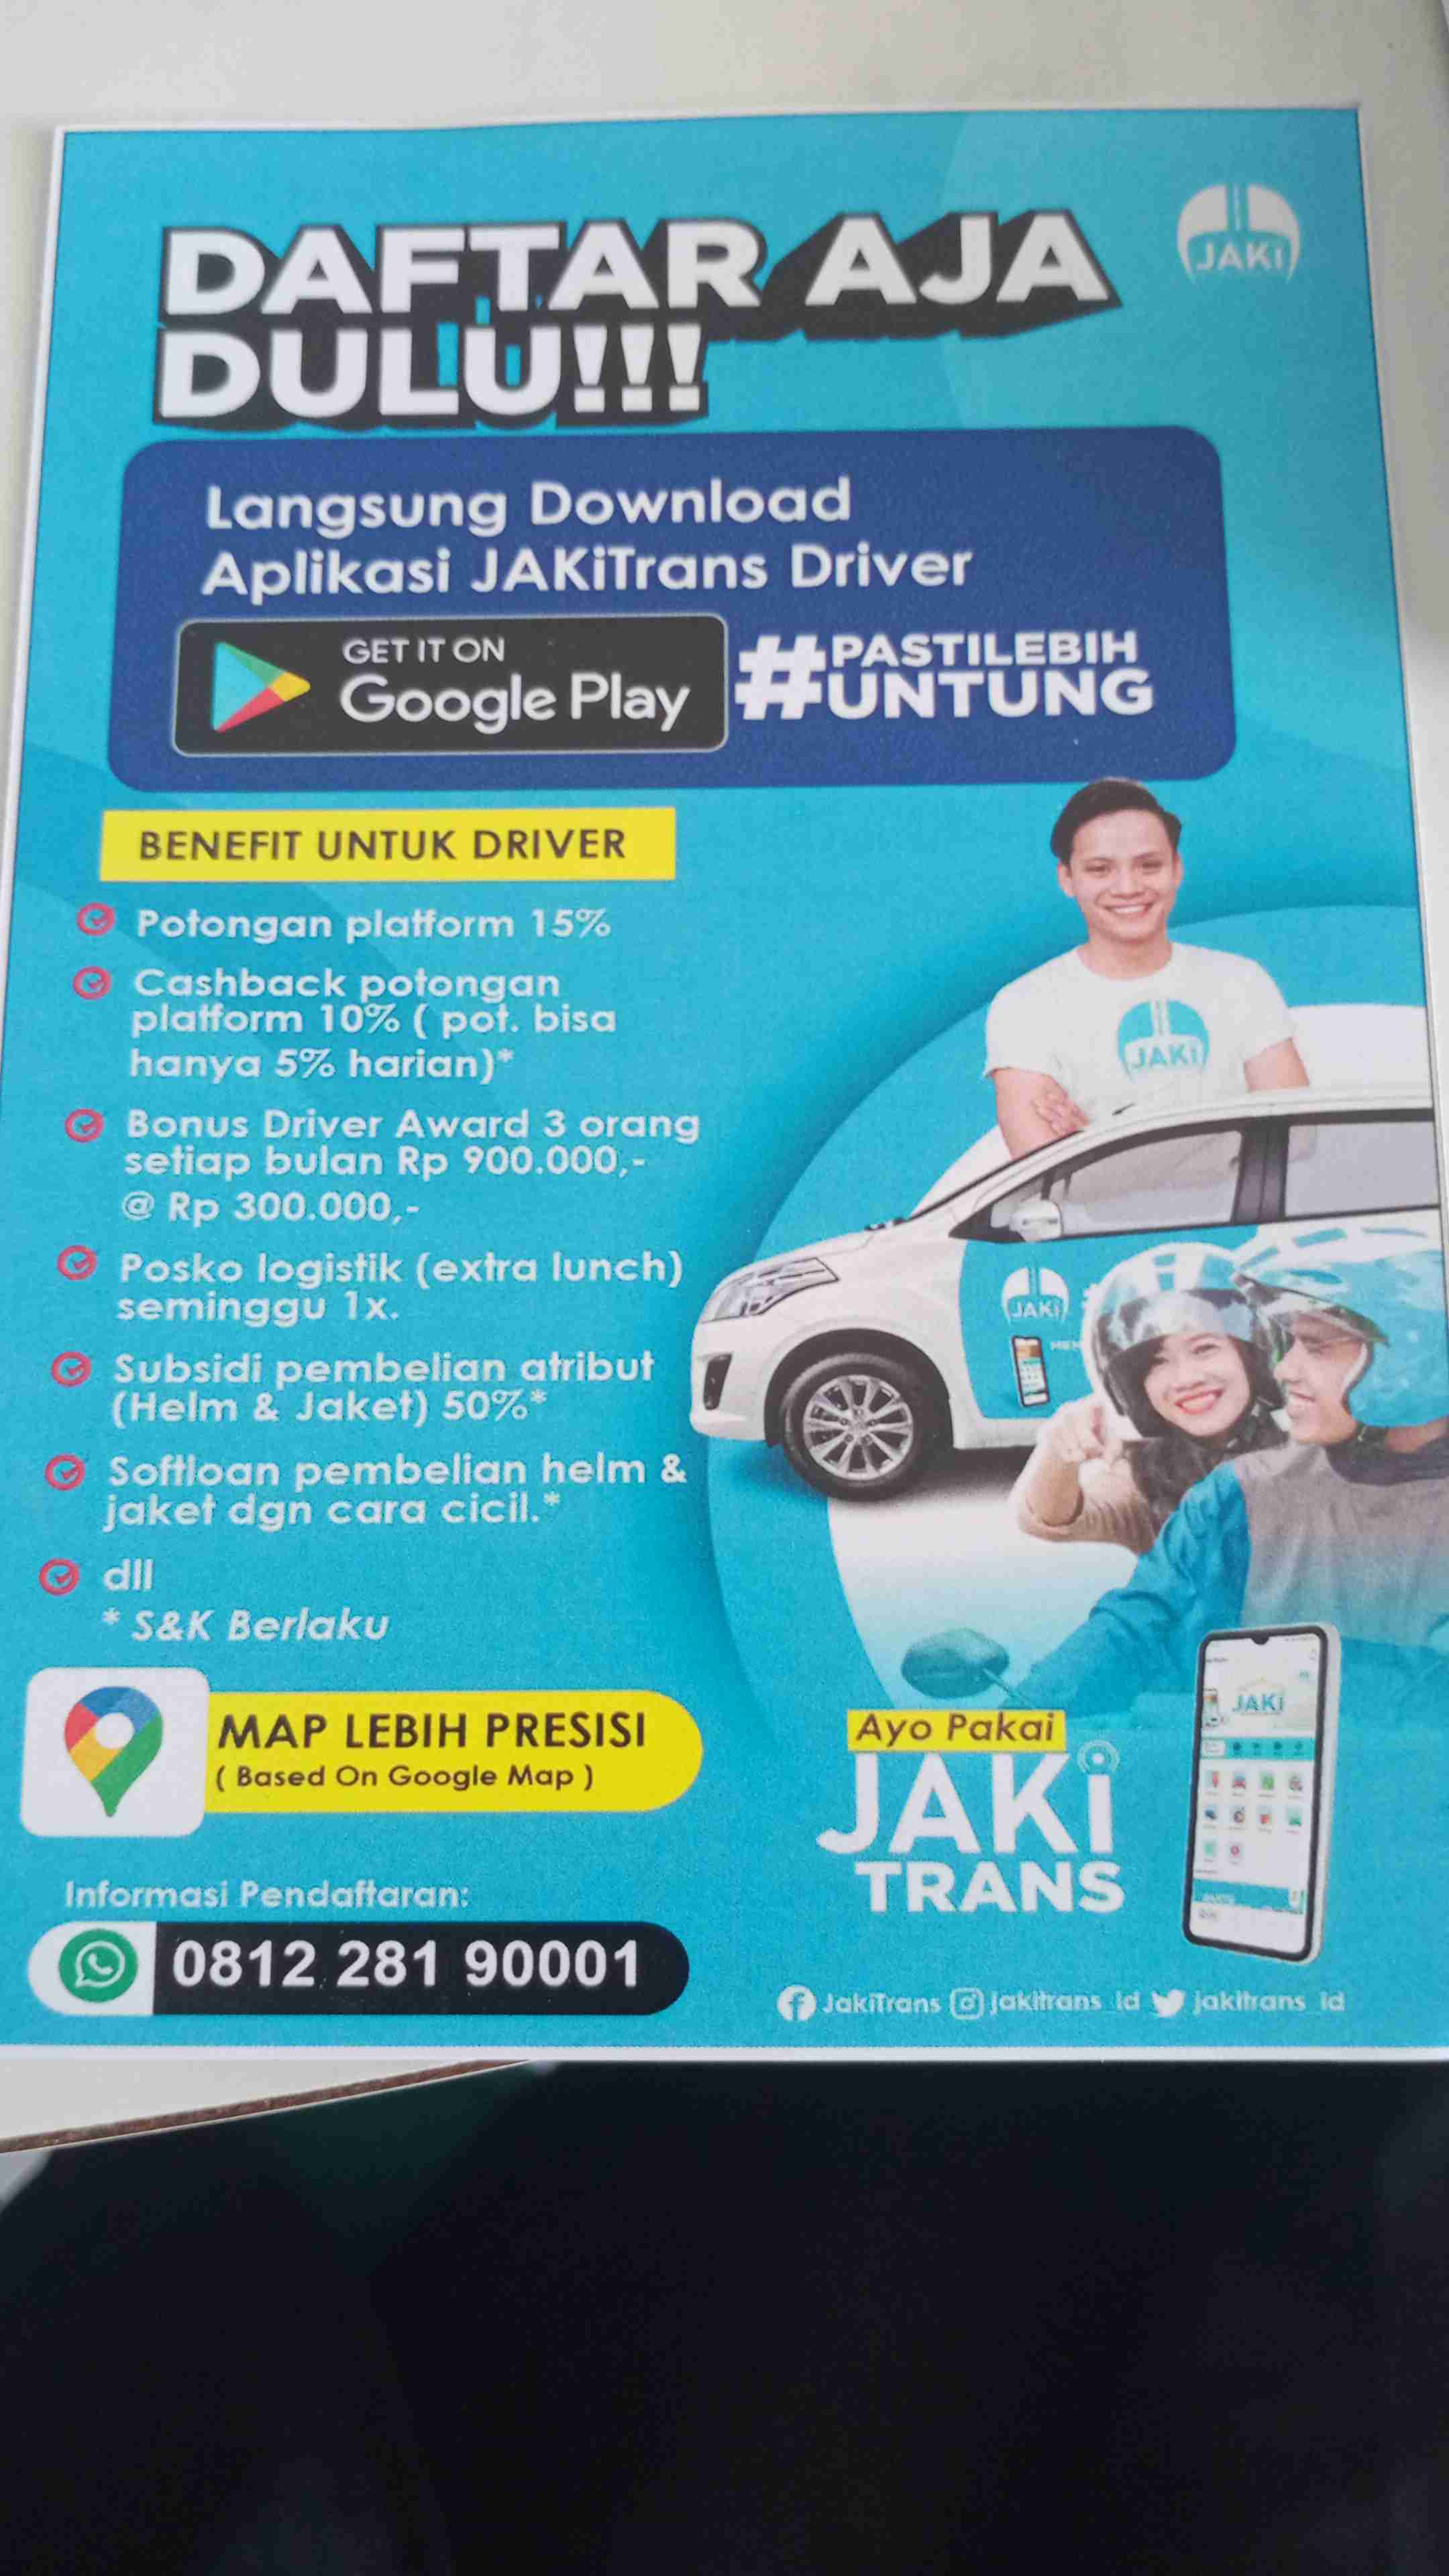 DAFTAR AJA
DULU!!!
JAKi
Langsung Download
Aplikasi JAKiTrans Driver
GET IT ON
Google Play
#PASTILEBIH
UNTUNG
BENEFIT UNTUK DRIVER
Potongan platform 15%
Cashback potongan
platform 10% ( pot. bisa
hanya 5% harian)*
Bonus Driver Award 3 orang
setiap bulan Rp 900.000,-
@ Rp 300.000,-
Posko logistik (extra lunch)
seminggu 1x.
Subsidi pembelian atribut
(Helm & Jaket) 50%*
Softloan pembelian helm &
jaket dgn cara cicil.*
dll
* S&K Berlaku
JAKi
JAKi
MAP LEBIH PRESISI
( Based On Google Map )
Ayo Pakai
JAKi
TRANS
JAKi
Informasi Pendaftaran:
0812 281 90001
JakiTrans jakitrans_id jakitrans_id